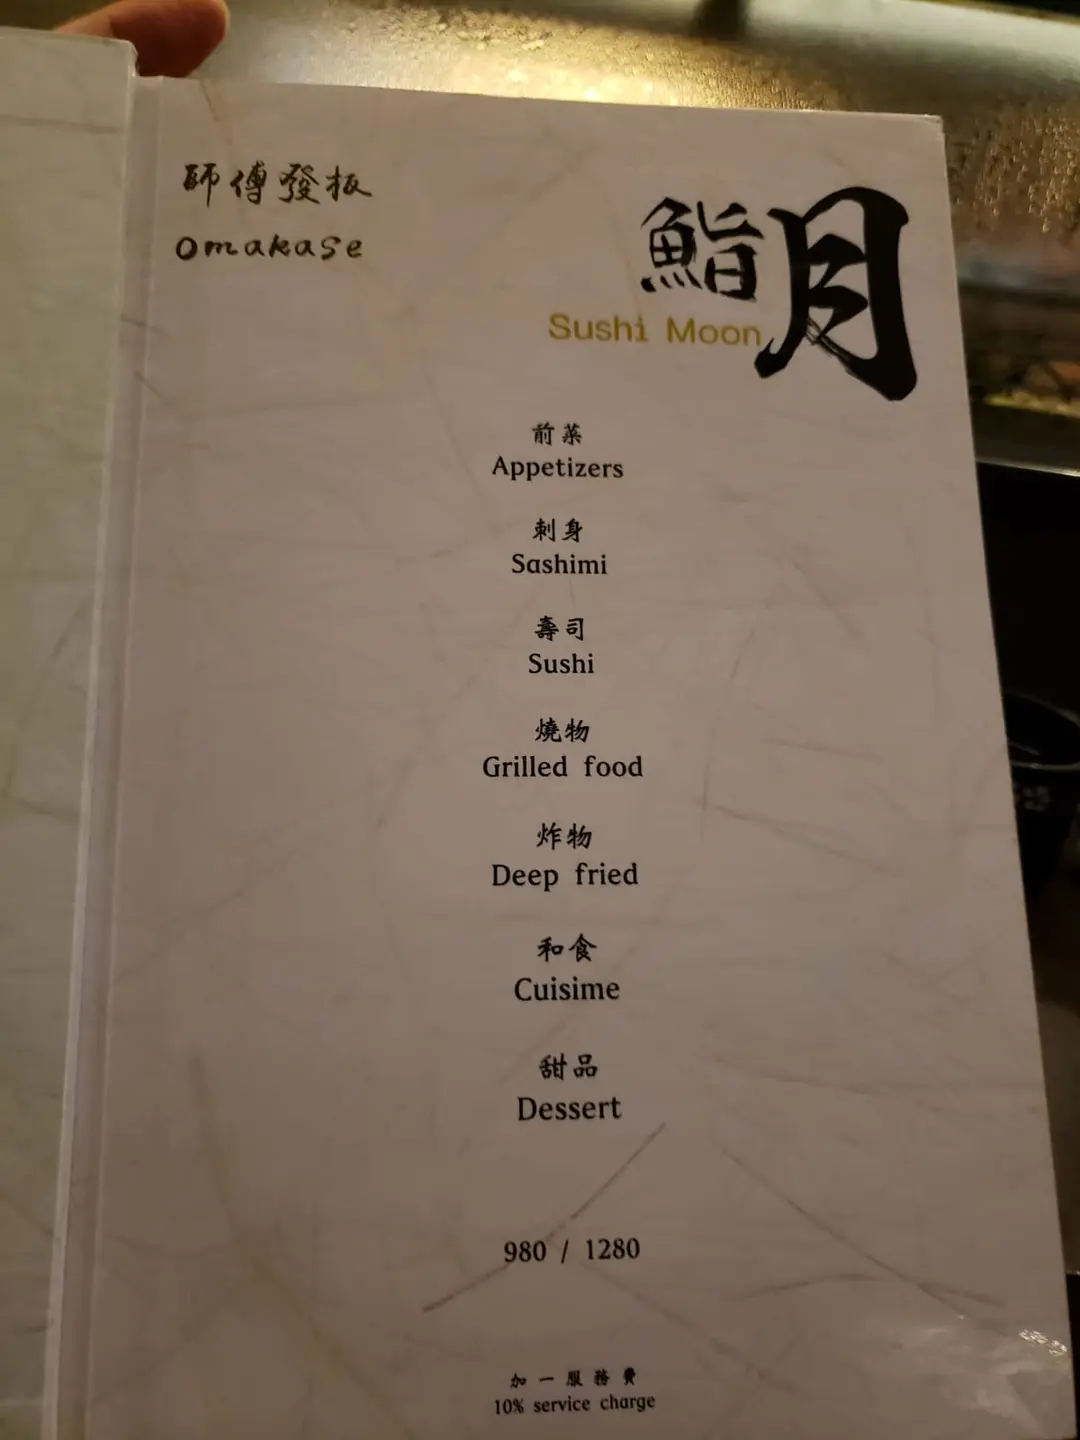 師傅發板
omakase
鮨月
Sushi Moon
前菜
Appetizers
刺身
Sashimi
壽司
Sushi
燒物
Grilled food
炸物
Deep fried
和食
Cuisime
甜品
Dessert
980 / 1280
加一服務費
10% service charge